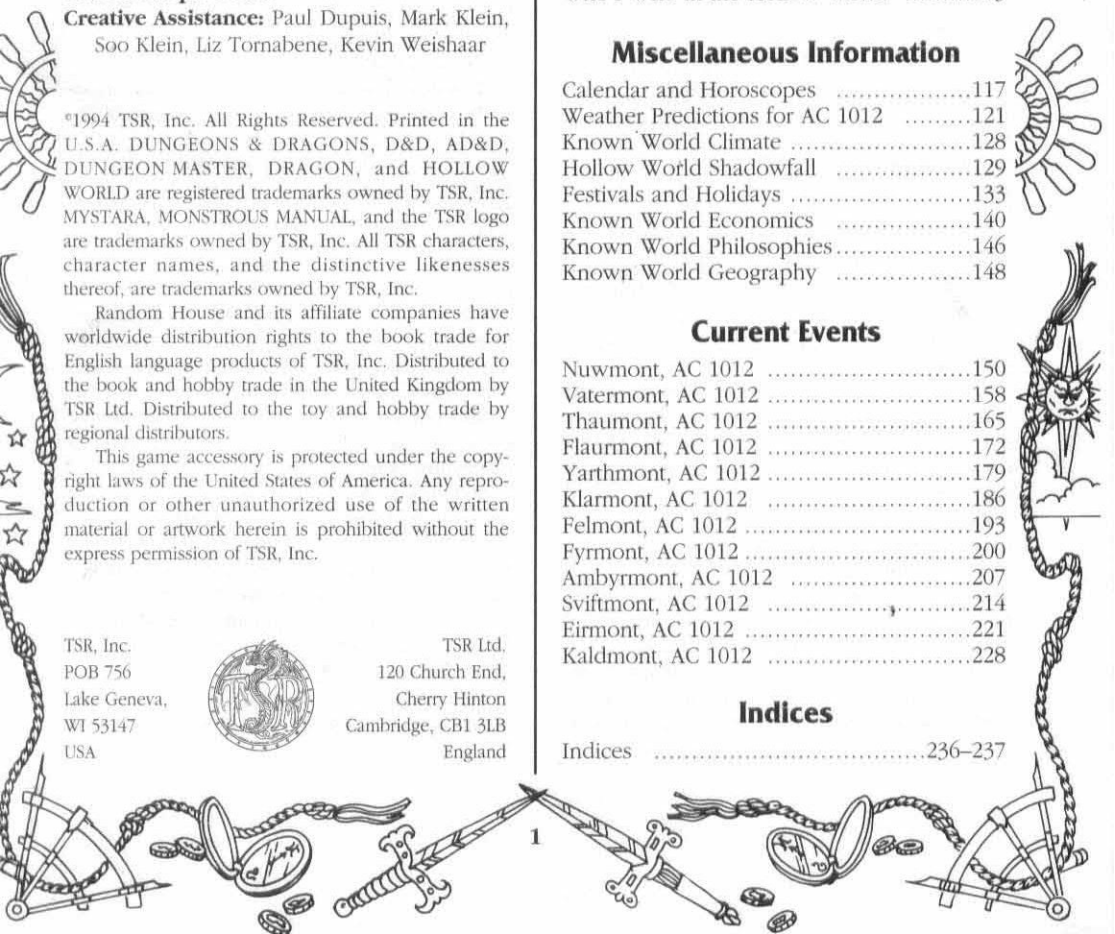 Creative Assistance: Paul Dupuis, Mark Klein,
Soo Klein, Liz Tornabene, Kevin Weishaar
©1994 TSR, Inc. All Rights Reserved. Printed in the
U.S.A. DUNGEONS & DRAGONS, D&D, AD&D,
DUNGEON MASTER, DRAGON, and HOLLOW
WORLD are registered trademarks owned by TSR, Inc.
MYSTARA, MONSTROUS MANUAL, and the TSR logo
are trademarks owned by TSR, Inc. All TSR characters,
character names, and the distinctive likenesses
thereof, are trademarks owned by TSR, Inc.
Random House and its affiliate companies have
worldwide distribution rights to the book trade for
English language products of TSR, Inc. Distributed to
the book and hobby trade in the United Kingdom by
TSR Ltd. Distributed to the toy and hobby trade by
regional distributors.
This game accessory is protected under the copy-
right laws of the United States of America. Any repro-
duction or other unauthorized use of the written
material or artwork herein is prohibited without the
express permission of TSR, Inc.
TSR, Inc.
POB 756
Lake Geneva,
WI 53147
USA
TSR
TSR Ltd.
120 Church End,
Cherry Hinton
Cambridge, CB1 3LB
England
Miscellaneous Information
Calendar and Horoscopes ..................117
Weather Predictions for AC 1012 .........121
Known World Climate ........................128
Hollow World Shadowfall ..................129
Festivals and Holidays ........................133
Known World Economics ..................140
Known World Philosophies..................146
Known World Geography ..................148
Current Events
Nuwmont, AC 1012 ...........................150
Vatermont, AC 1012 ...........................158
Thaumont, AC 1012 ...........................165
Flaurmont, AC 1012 ...........................172
Yarthmont, AC 1012 ...........................179
Klarmont, AC 1012 ...........................186
Felmont, AC 1012 ..............................193
Fyrmont, AC 1012 ..............................200
Ambyrmont, AC 1012 ........................207
Sviftmont, AC 1012 ...........................214
Eirmont, AC 1012 ..............................221
Kaldmont, AC 1012 ...........................228
Indices
Indices .................................236–237
1